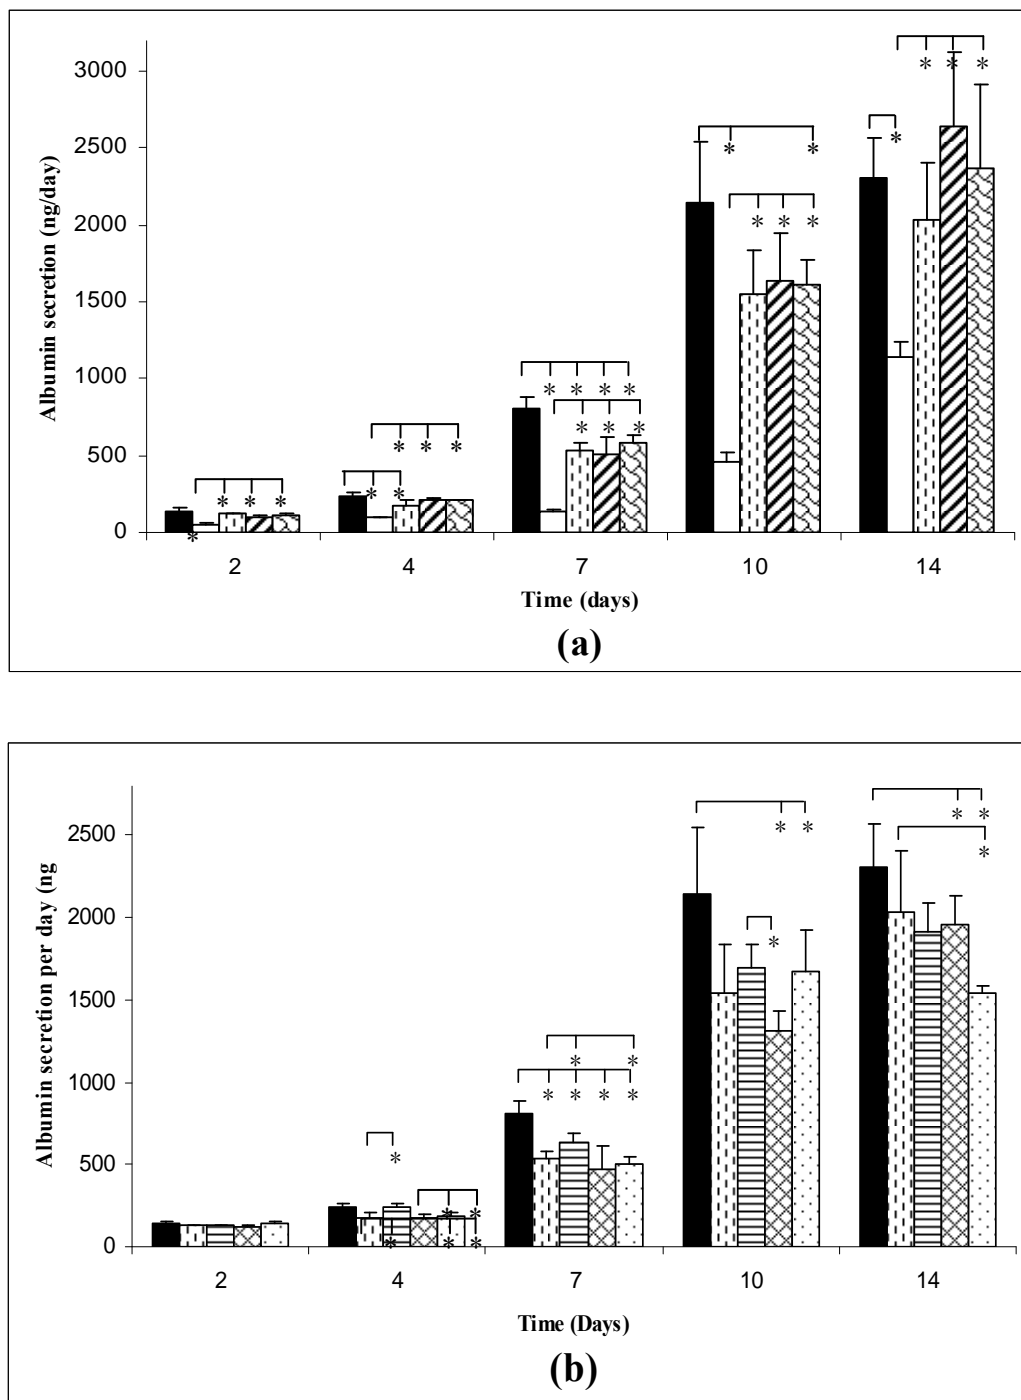 3000
2500
2000
1500
1000
500
0
Albumin secretion (ng/day)
* * *
*
* *
* * *
* * * *
* * *
* * *
* *
* * *
*
2 4 7 10 14
Time (days)
(a)
2500
2000
1500
1000
500
0
Albumin secretion per day (ng
* *
* *
*
*
* *
* * * *
*
* *
* * *
2 4 7 10 14
Time (Days)
(b)